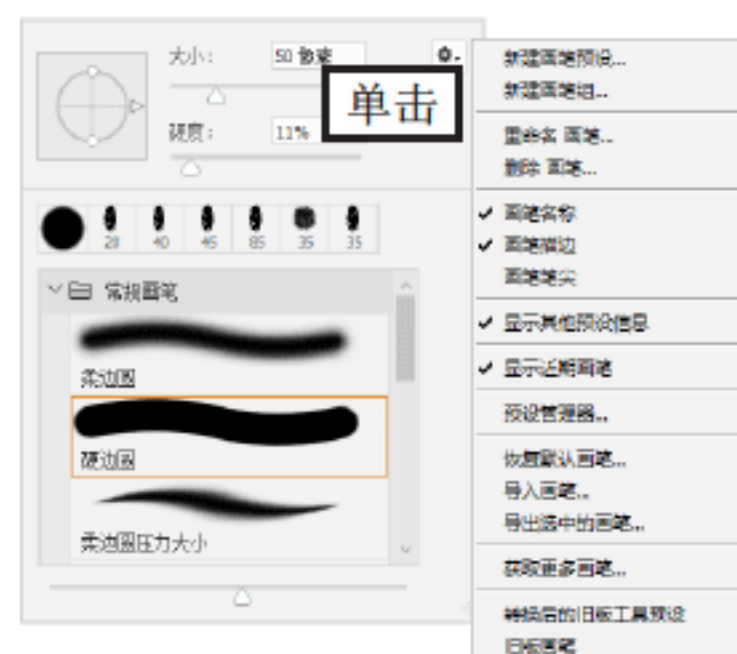 大小：
50 像素
单击
硬度：
11%
20 40 45 85 35 35
常规画笔
柔边圆
硬边圆
柔边圆压力大小
新建画笔预设...
新建画笔组...
重命名 画笔...
删除 画笔...
画笔名称
画笔描边
画笔笔尖
显示其他预设信息
显示近期画笔
预设管理器...
恢复默认画笔...
导入画笔...
导出选中的画笔...
获取更多画笔...
转换后的旧版工具预设
旧版画笔